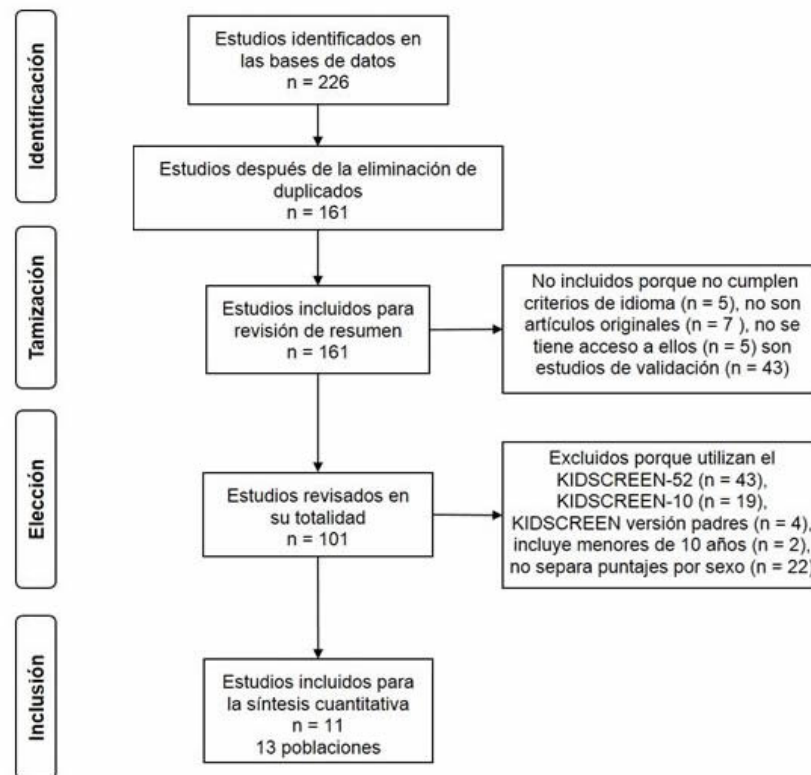 Identificación
Estudios identificados en
las bases de datos
n = 226
Estudios después de la eliminación de
duplicados
n = 161
Tamización
Estudios incluidos para
revisión de resumen
n = 161
No incluidos porque no cumplen
criterios de idioma (n = 5), no son
artículos originales (n = 7 ), no se
tiene acceso a ellos (n = 5) son
estudios de validación (n = 43)
Elección
Estudios revisados en
su totalidad
n = 101
Excluidos porque utilizan el
KIDSCREEN-52 (n = 43),
KIDSCREEN-10 (n = 19),
KIDSCREEN versión padres (n = 4),
incluye menores de 10 años (n = 2),
no separa puntajes por sexo (n = 22)
Inclusión
Estudios incluidos para
la síntesis cuantitativa
n = 11
13 poblaciones